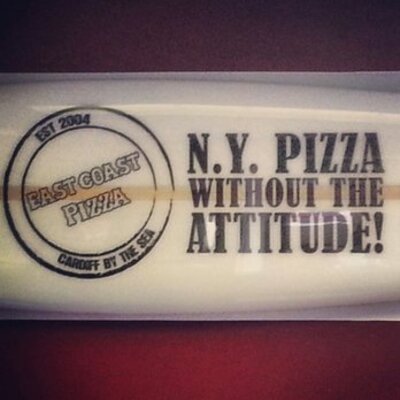 EST 2004
EAST COAST
PIZZA
CARDIFF BY THE SEA
N.Y. PIZZA
WITHOUT THE
ATTITUDE!